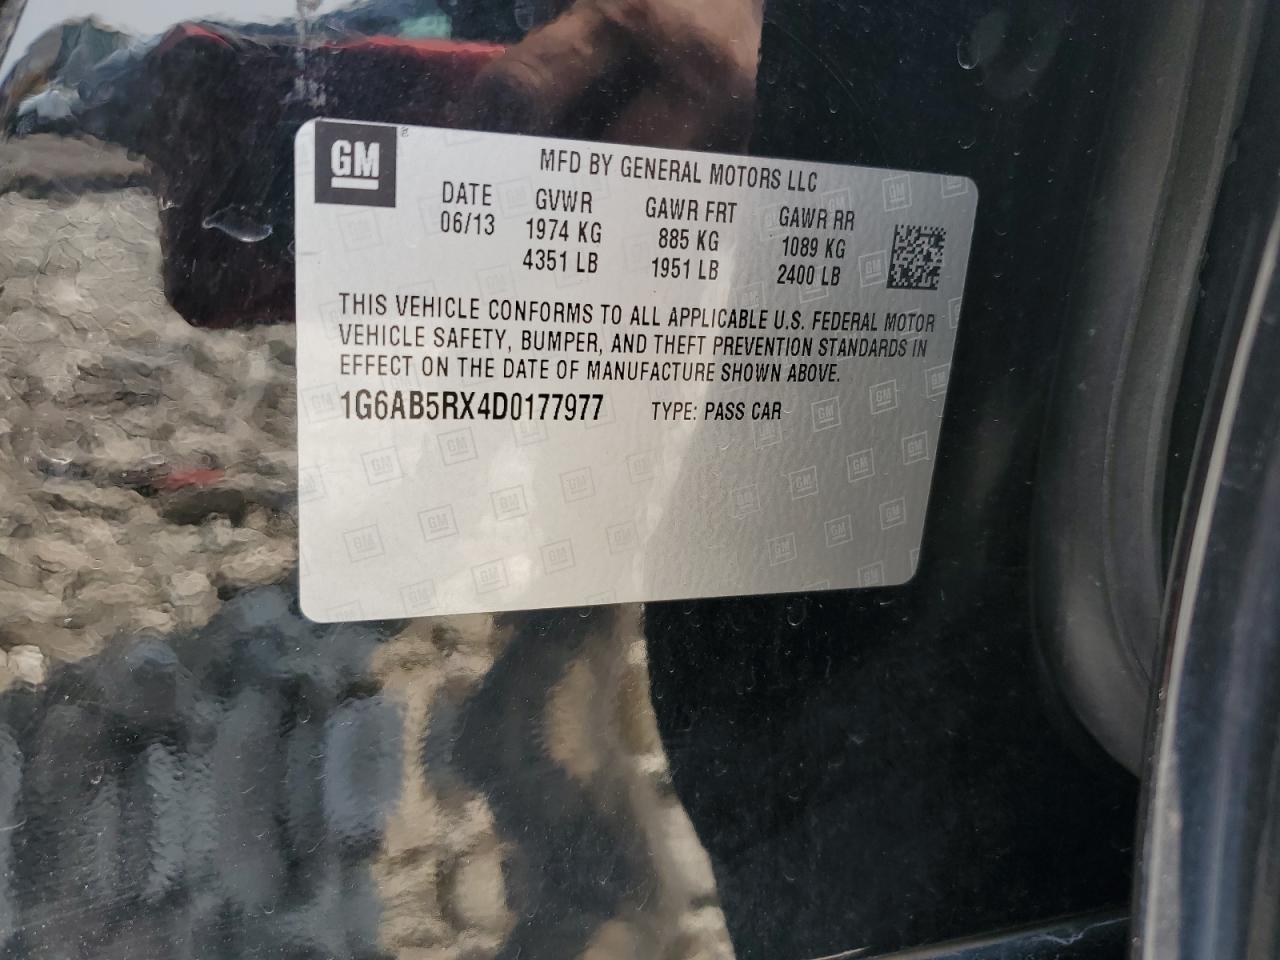 GM
MFD BY GENERAL MOTORS LLC
DATE GVWR GAWR FRT GAWR RR
06/13 1974 KG 885 KG 1089 KG
4351 LB 1951 LB 2400 LB
THIS VEHICLE CONFORMS TO ALL APPLICABLE U.S. FEDERAL MOTOR
VEHICLE SAFETY, BUMPER, AND THEFT PREVENTION STANDARDS IN
EFFECT ON THE DATE OF MANUFACTURE SHOWN ABOVE.
1G6AB5RX4D0177977 TYPE: PASS CAR